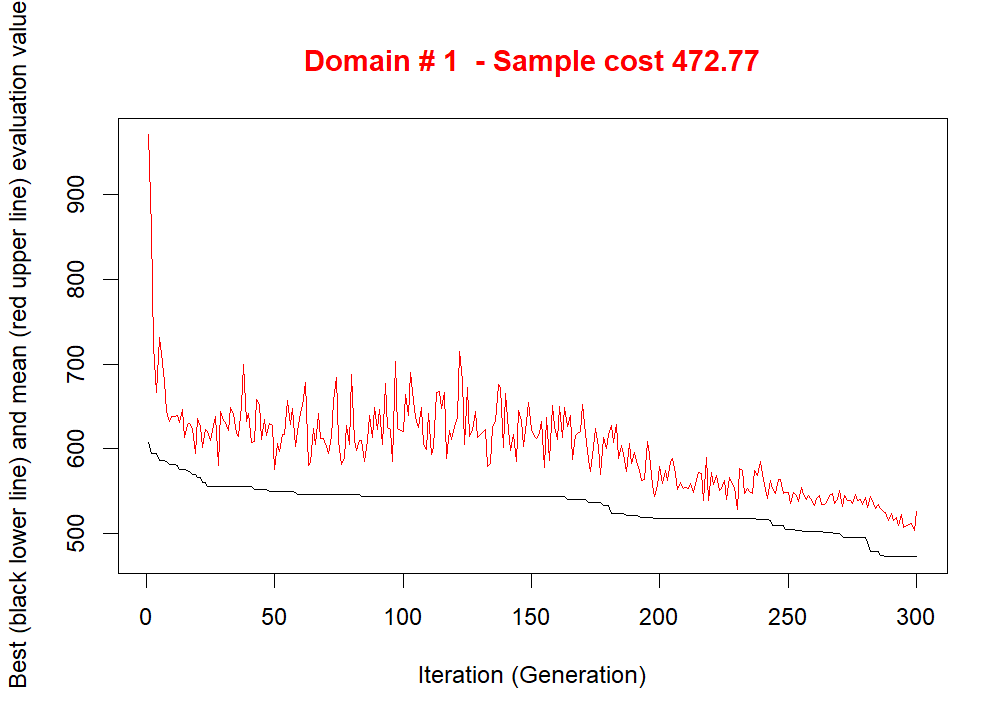 Domain # 1  - Sample cost 472.77
Best (black lower line) and mean (red upper line) evaluation value
900
800
700
600
500
0 50 100 150 200 250 300
Iteration (Generation)